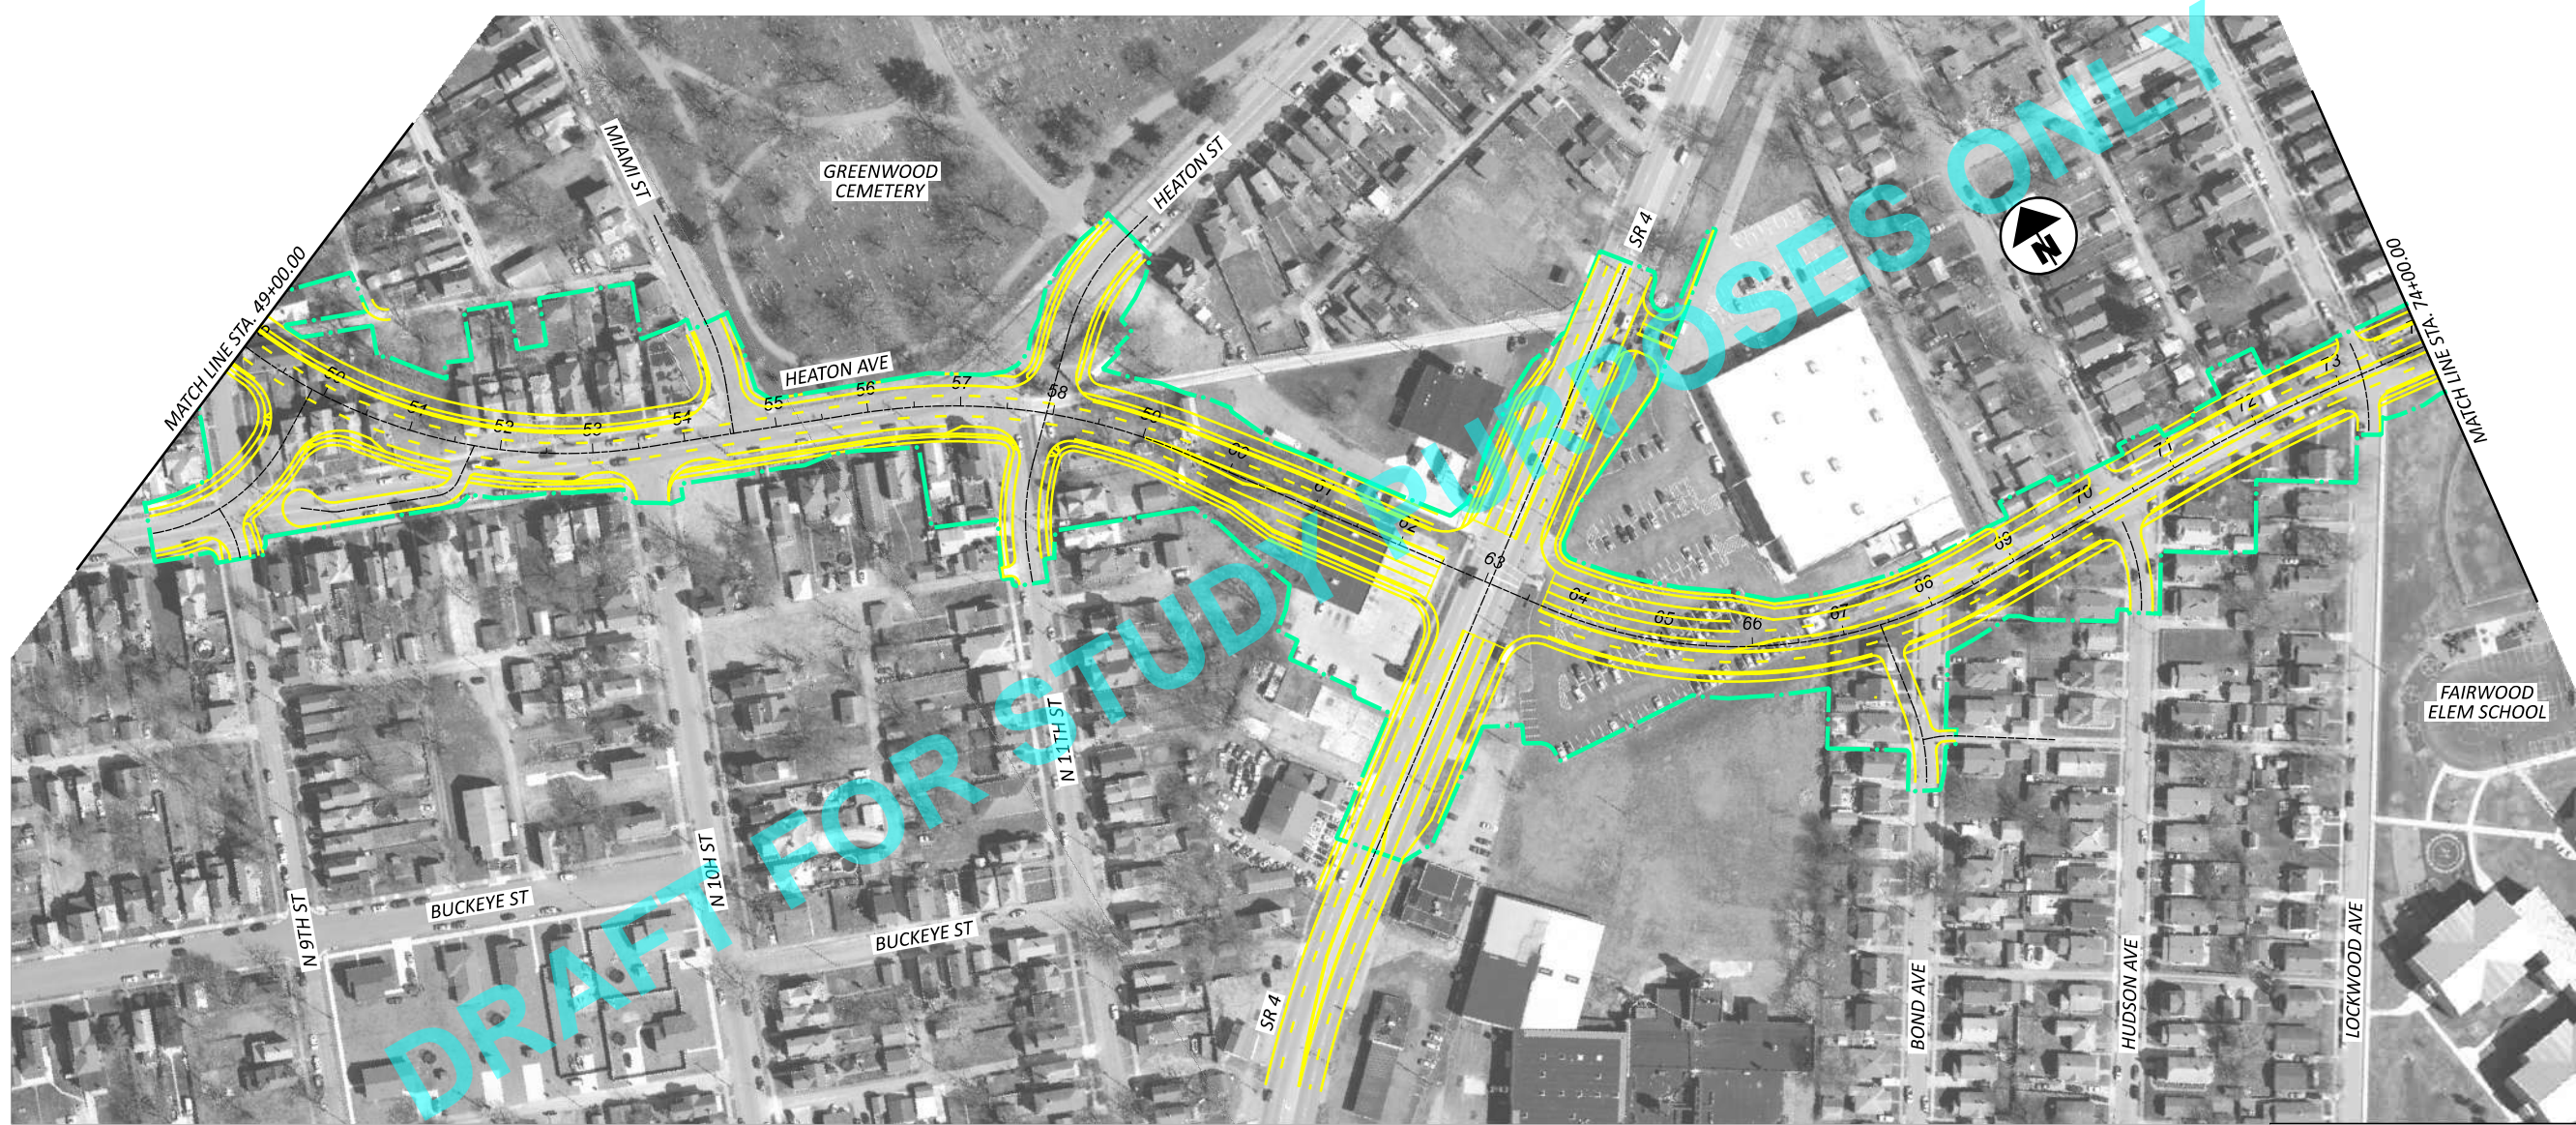 MATCH LINE STA. 49+00.00
MIAMI ST
GREENWOOD
CEMETERY
HEATON ST
HEATON AVE
SR 4
N
MATCH LINE STA. 74+00.00
50
51
52
53
54
55
56
57
58
59
60
61
62
63
64
65
66
67
68
69
70
71
72
73
DRAFT FOR STUDY PURPOSES ONLY
N 9TH ST
BUCKEYE ST
N 10H ST
BUCKEYE ST
N 11TH ST
SR 4
BOND AVE
HUDSON AVE
LOCKWOOD AVE
FAIRWOOD
ELEM SCHOOL